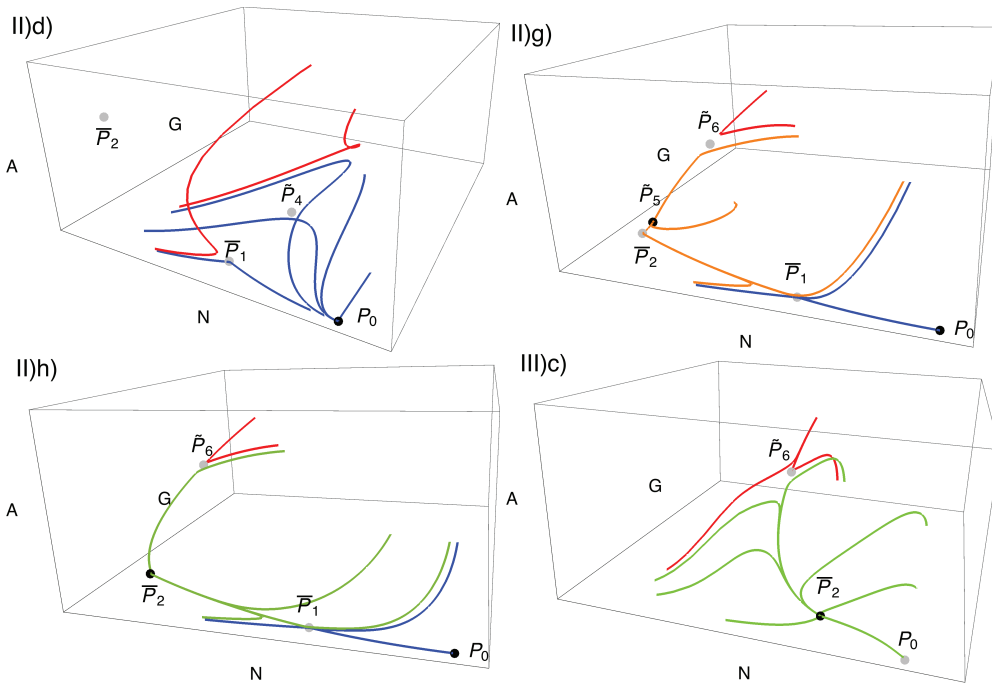 II)d)
P̅₂
G
A
P̃₄
P̅₁
N
P₀
II)g)
P̃₆
G
A
P̃₅
P̅₂
P̅₁
P₀
N
II)h)
P̃₆
G
A
P̅₂
P̅₁
P₀
N
III)c)
P̃₆
G
A
P̅₂
P₀
N